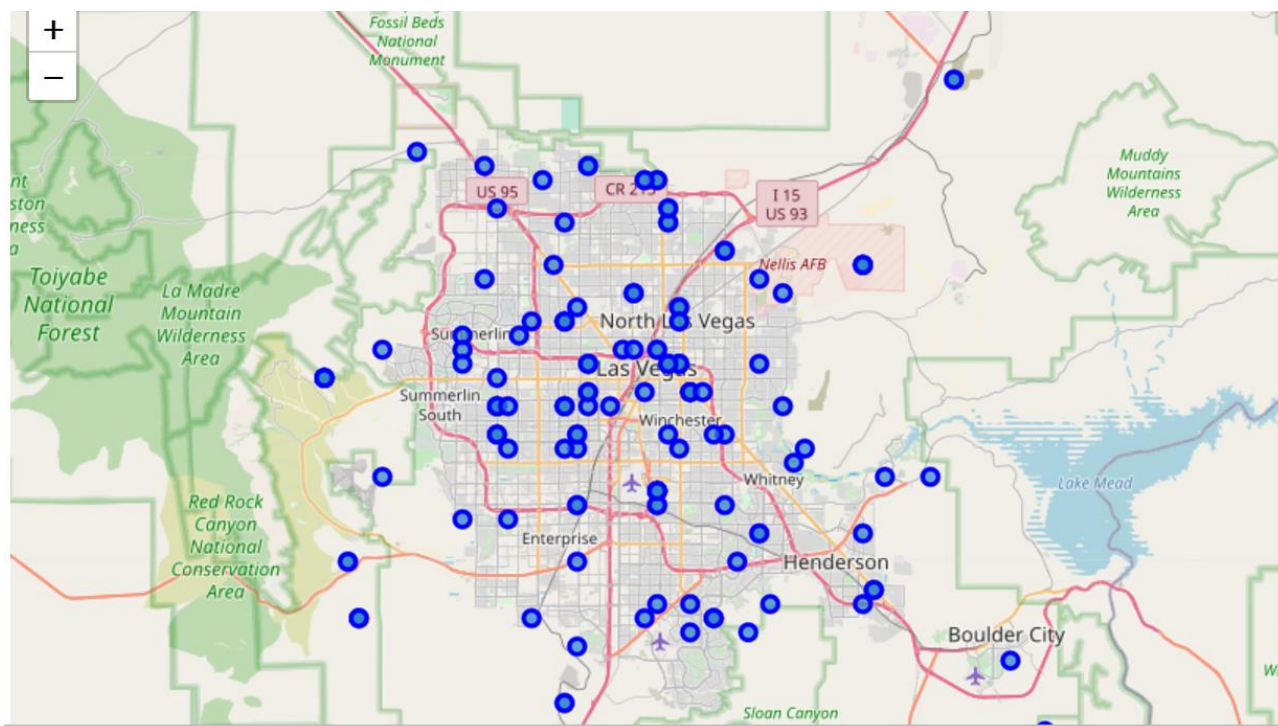 +
−
Fossil Beds
National
Monument
US 95
I 15
US 93
Muddy
Mountains
Wilderness
Area
Nellis AFB
Toiyabe
National
Forest
La Madre
Mountain
Wilderness
Area
North Las Vegas
Las Vegas
Summerlin
South
Winchester
Whitney
Lake Mead
Red Rock
Canyon
National
Conservation
Area
Enterprise
Henderson
Boulder City
Sloan Canyon